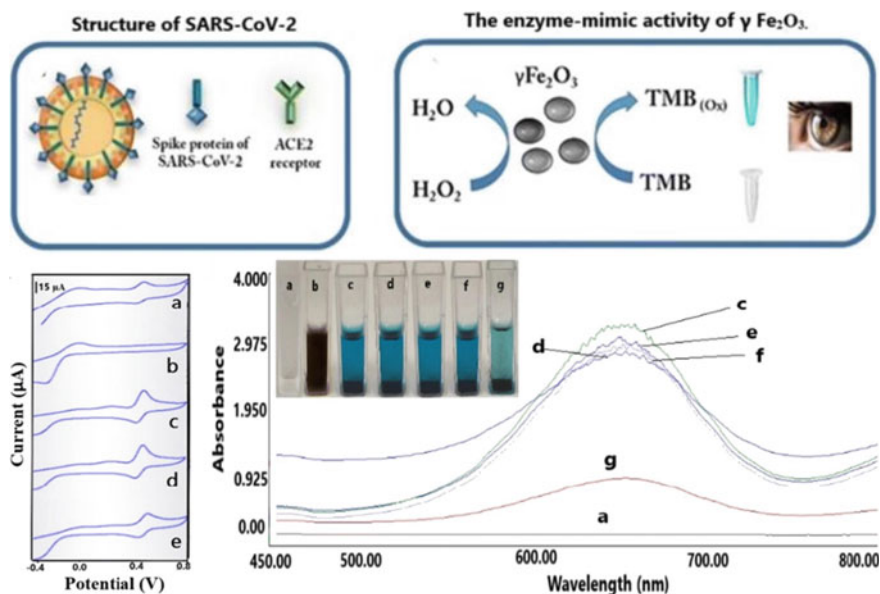 Structure of SARS-CoV-2
Spike protein of
SARS-CoV-2
ACE2
receptor
The enzyme-mimic activity of γ Fe₂O₃.
γFe₂O₃
H₂O
H₂O₂
TMB (Ox)
TMB
15 μA
a
b
c
d
e
Current (μA)
-0.4
0.0
0.4
0.8
Potential (V)
4.000
2.975
1.950
0.925
0.00
Absorbance
a
b
c
d
e
f
g
c
e
d
f
g
a
450.00
500.00
600.00
700.00
800.00
Wavelength (nm)